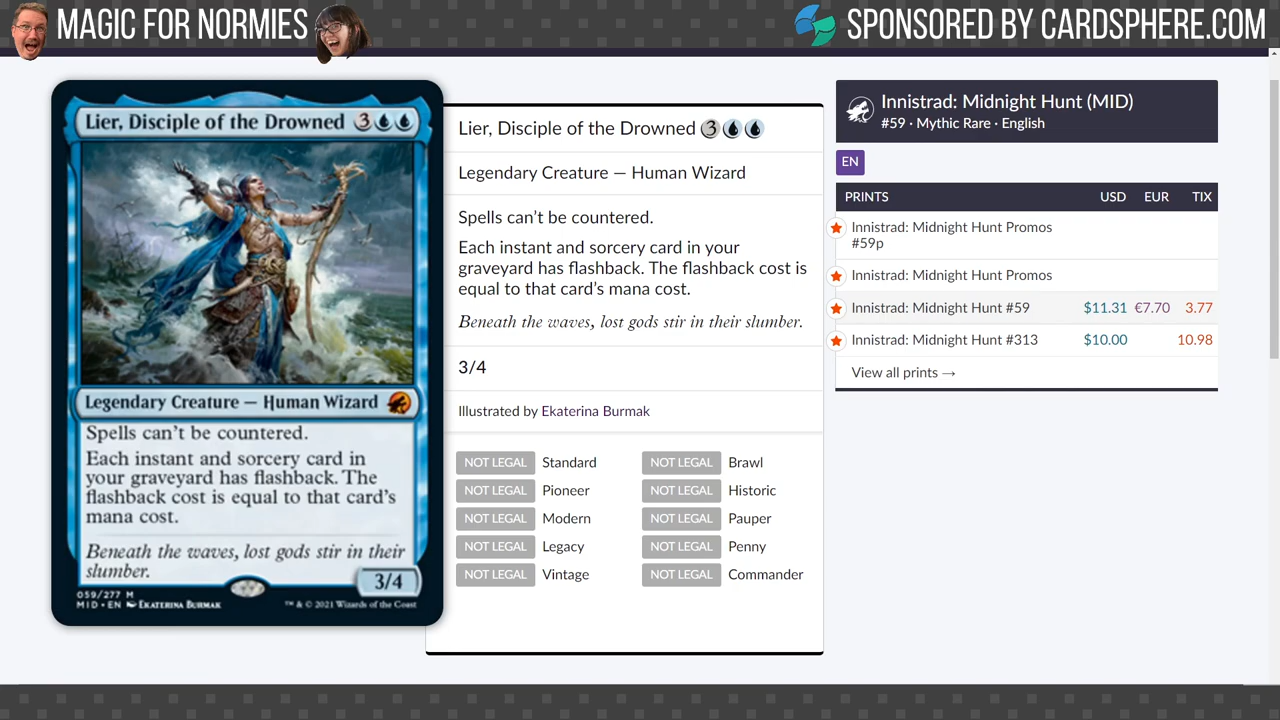 MAGIC FOR NORMIES
SPONSORED BY CARDSPHERE.COM
Lier, Disciple of the Drowned 3
Legendary Creature — Human Wizard
Spells can't be countered.
Each instant and sorcery card in
your graveyard has flashback. The
flashback cost is equal to that card's
mana cost.
Beneath the waves, lost gods stir in their
slumber.
3/4
059/277 M
MID • EN EKATERINA BURMAK
™ & © 2021 Wizards of the Coast
Lier, Disciple of the Drowned 3
Legendary Creature — Human Wizard
Spells can't be countered.
Each instant and sorcery card in your
graveyard has flashback. The flashback cost is
equal to that card's mana cost.
Beneath the waves, lost gods stir in their slumber.
3/4
Illustrated by Ekaterina Burmak
NOT LEGAL Standard NOT LEGAL Brawl
NOT LEGAL Pioneer NOT LEGAL Historic
NOT LEGAL Modern NOT LEGAL Pauper
NOT LEGAL Legacy NOT LEGAL Penny
NOT LEGAL Vintage NOT LEGAL Commander
Innistrad: Midnight Hunt (MID)
#59 · Mythic Rare · English
EN
PRINTS USD EUR TIX
Innistrad: Midnight Hunt Promos
#59p
Innistrad: Midnight Hunt Promos
Innistrad: Midnight Hunt #59 $11.31 €7.70 3.77
Innistrad: Midnight Hunt #313 $10.00 10.98
View all prints →